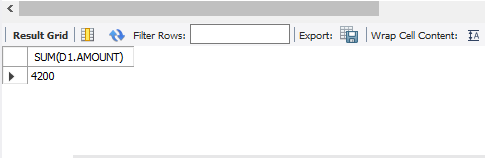 Result Grid Filter Rows: Export: Wrap Cell Content:
SUM(D1.AMOUNT)
4200